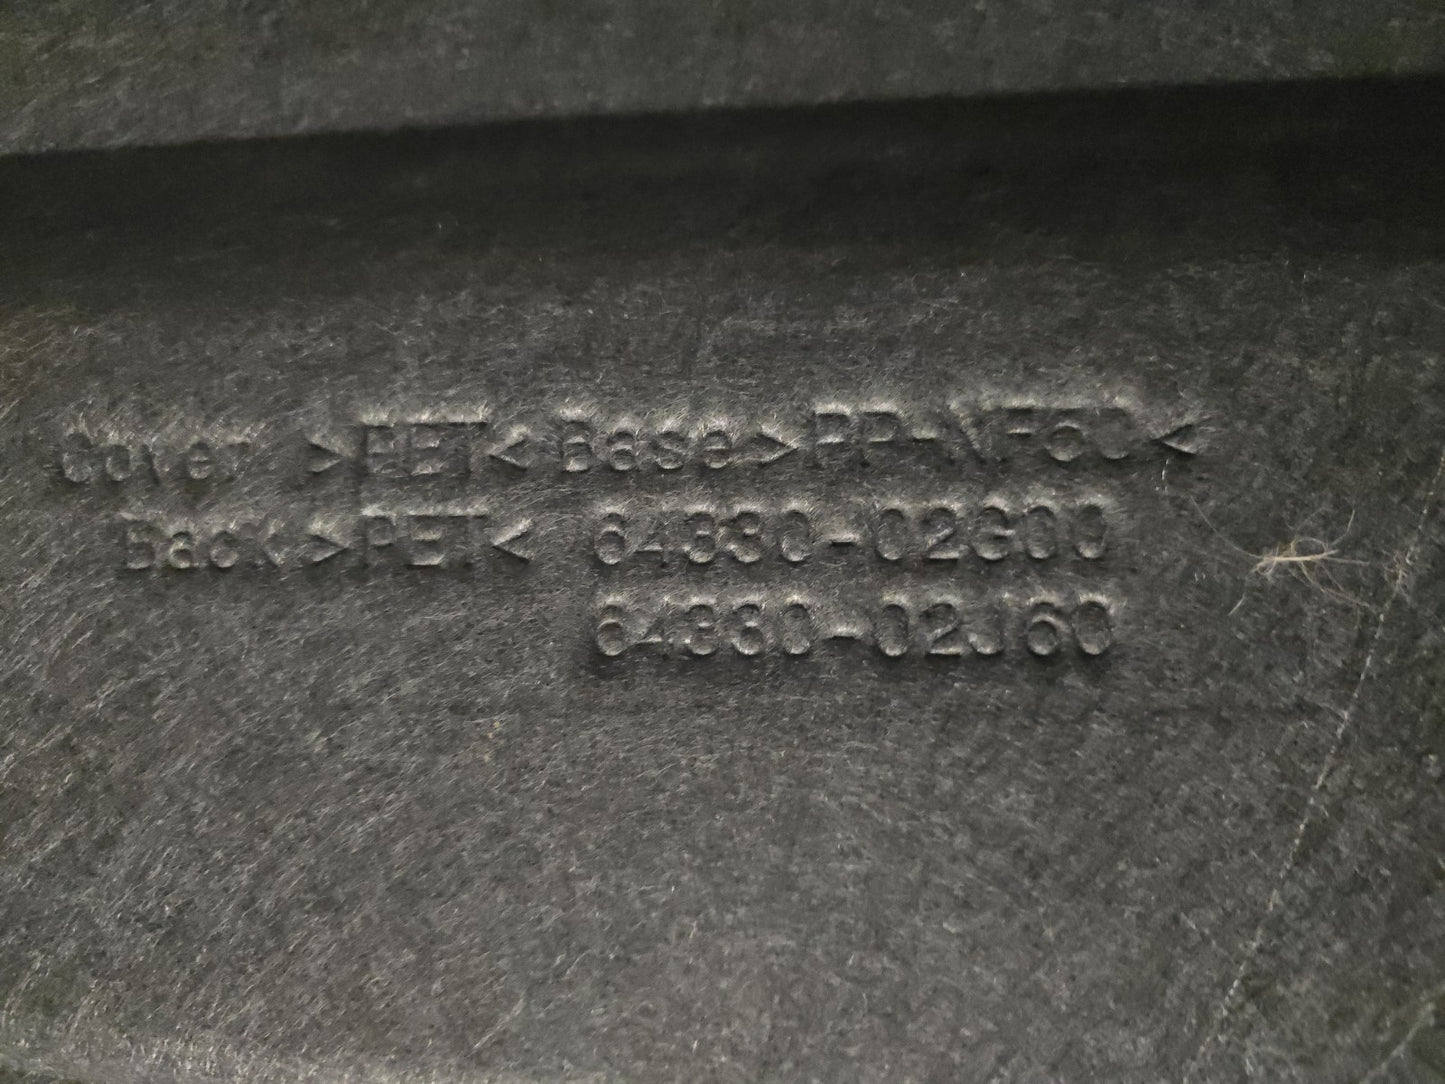 Cover >PET< Base>PP-NF50<
Back >PET< 64330-02G00
64330-02J60